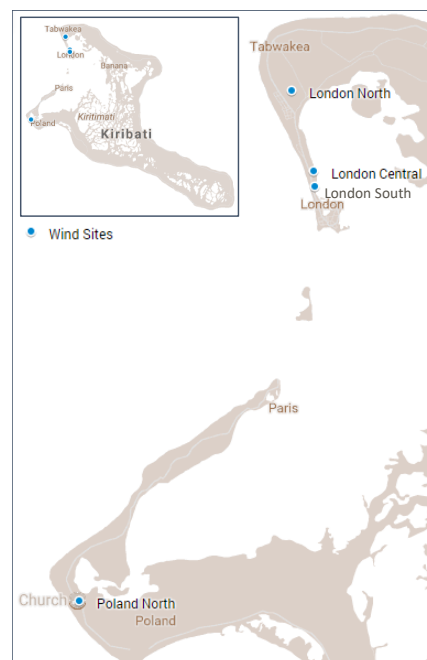 Tabwakea
London
Banana
Paris
Kiritimati
Poland
Kiribati
Wind Sites
Tabwakea
London North
London Central
London South
London
Paris
Church
Poland North
Poland